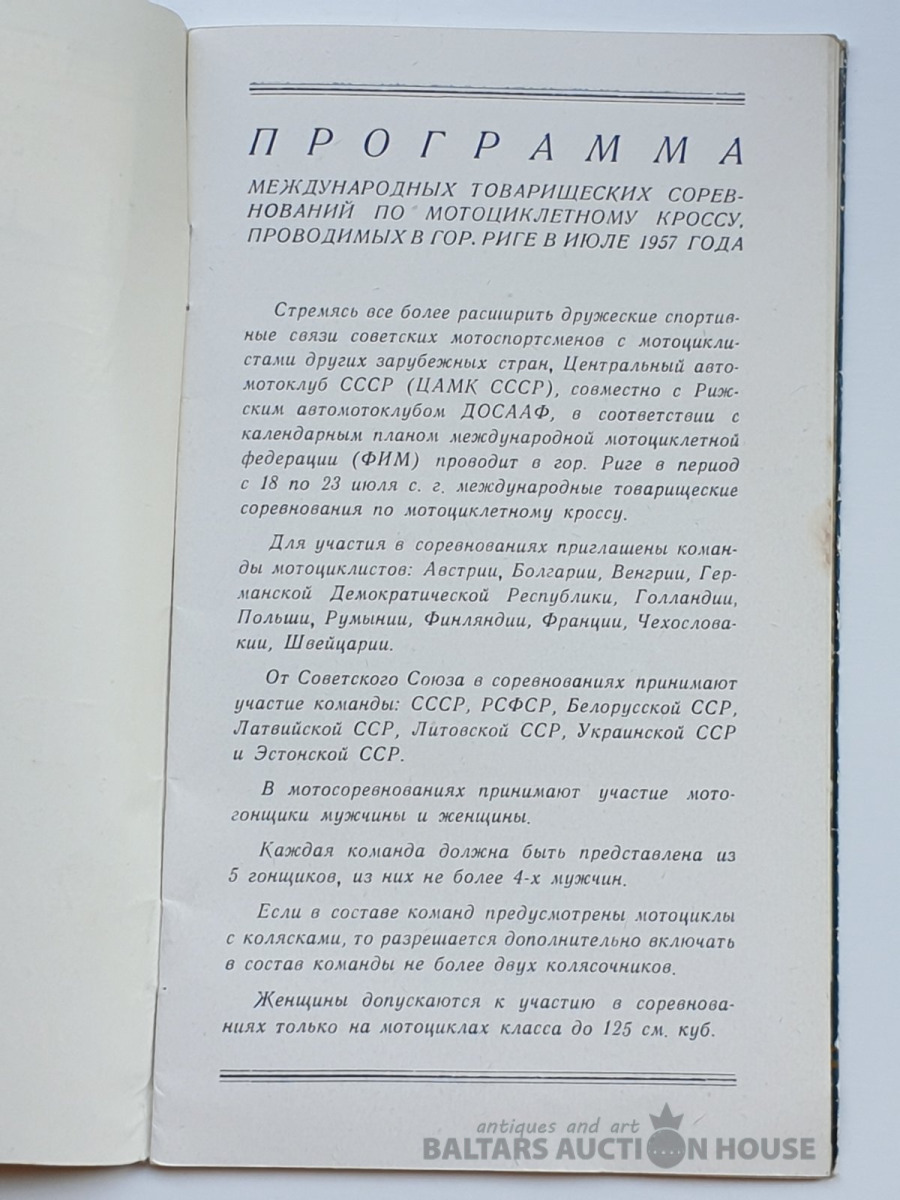 ПРОГРАММА
МЕЖДУНАРОДНЫХ ТОВАРИЩЕСКИХ СОРЕВ-
НОВАНИЙ ПО МОТОЦИКЛЕТНОМУ КРОССУ,
ПРОВОДИМЫХ В ГОР. РИГЕ В ИЮЛЕ 1957 ГОДА
Стремясь все более расширить дружеские спортив-
ные связи советских мотоспортсменов с мотоцикли-
стами других зарубежных стран, Центральный авто-
мотоклуб СССР (ЦАМК СССР), совместно с Риж-
ским автомотоклубом ДОСААФ, в соответствии с
календарным планом международной мотоциклетной
федерации (ФИМ) проводит в гор. Риге в период
с 18 по 23 июля с. г. международные товарищеские
соревнования по мотоциклетному кроссу.
Для участия в соревнованиях приглашены коман-
ды мотоциклистов: Австрии, Болгарии, Венгрии, Гер-
манской Демократической Республики, Голландии,
Польши, Румынии, Финляндии, Франции, Чехослова-
кии, Швейцарии.
От Советского Союза в соревнованиях принимают
участие команды: СССР, РСФСР, Белорусской ССР,
Латвийской ССР, Литовской ССР, Украинской ССР
и Эстонской ССР.
В мотосоревнованиях принимают участие мото-
гонщики мужчины и женщины.
Каждая команда должна быть представлена из
5 гонщиков, из них не более 4-х мужчин.
Если в составе команд предусмотрены мотоциклы
с колясками, то разрешается дополнительно включать
в состав команды не более двух колясочников.
Женщины допускаются к участию в соревнова-
ниях только на мотоциклах класса до 125 см. куб.
antiques and art
BALTARS AUCTION HOUSE